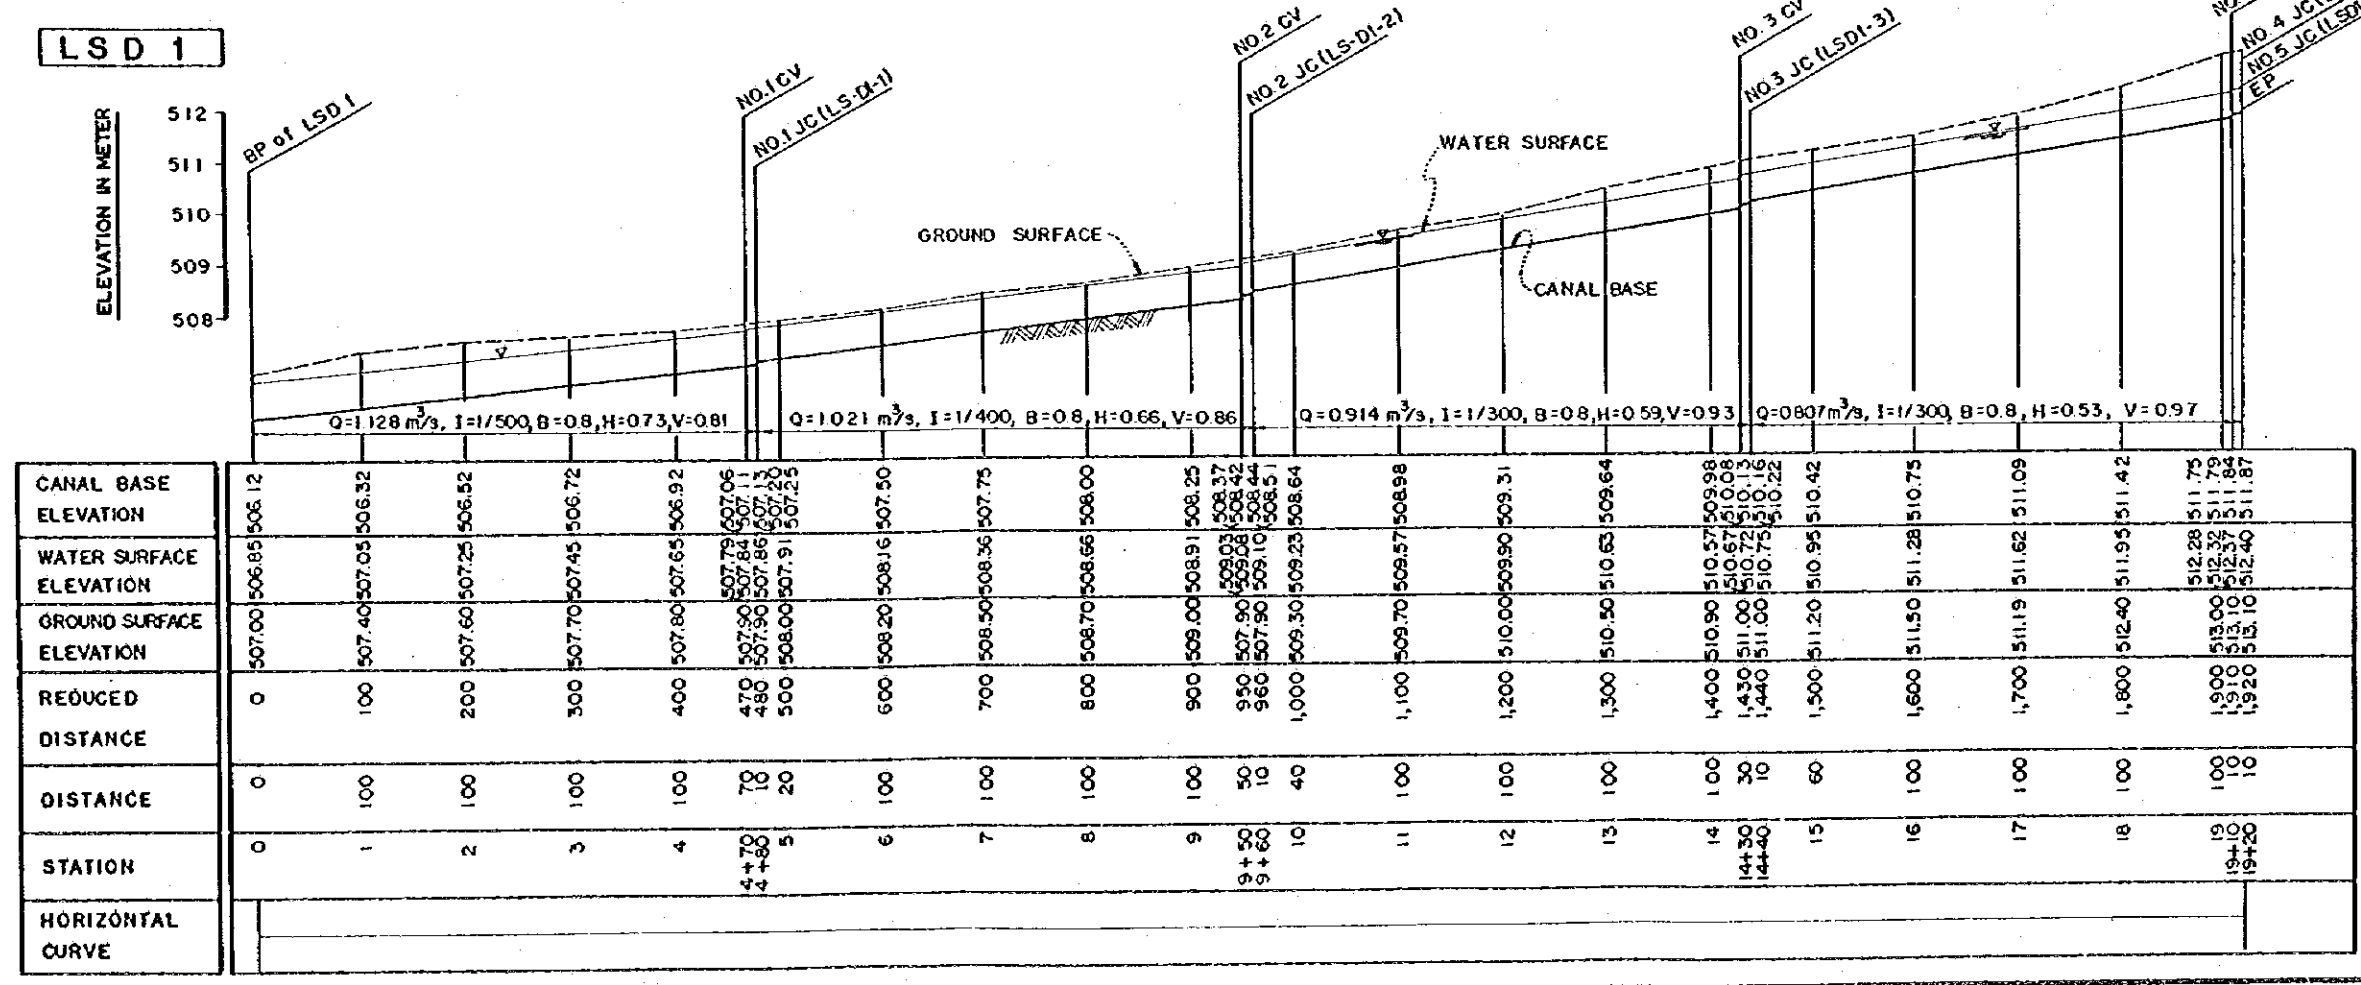 LSD 1
ELEVATION IN METER
512
511
510
509
508
BP of LSD 1
NO.1 CV
NO.1 JC(LS-D1-1)
NO.2 CV
NO.2 JC(LS-D1-2)
NO.3 CV
NO.3 JC(LSD1-3)
NO.4 JC
NO.5 JC(LSD
EP
GROUND SURFACE
WATER SURFACE
CANAL BASE
Q=1.128 m³/s, I=1/500, B=0.8, H=0.73, V=0.81
Q=1.021 m³/s, I=1/400, B=0.8, H=0.66, V=0.86
Q=0.914 m³/s, I=1/300, B=0.8, H=0.59, V=0.93
Q=0.807 m³/s, I=1/300, B=0.8, H=0.53, V=0.97
CANAL BASE ELEVATION
506.12 506.32 506.52 506.72 506.92 507.06 507.11 507.13 507.20 507.25 507.50 507.75 508.00 508.25 508.37 508.42 508.44 508.51 508.64 508.98 509.31 509.64 509.98 510.08 510.13 510.16 510.22 510.42 510.75 511.09 511.42 511.75 511.79 511.84 511.87
WATER SURFACE ELEVATION
506.85 507.05 507.25 507.45 507.65 507.79 507.84 507.86 507.91 508.16 508.36 508.66 508.91 509.03 509.08 509.10 509.23 509.57 509.90 510.63 510.57 510.67 510.72 510.75 510.95 511.28 511.62 511.95 512.28 512.32 512.37 512.40
GROUND SURFACE ELEVATION
507.00 507.40 507.60 507.70 507.80 507.90 507.90 508.00 508.20 508.50 508.70 509.00 507.90 507.90 509.30 509.70 510.00 510.50 510.90 511.00 511.00 511.20 511.50 511.19 512.40 513.00 513.10 513.10
REDUCED DISTANCE
0 100 200 300 400 470 480 500 600 700 800 900 950 960 1,000 1,100 1,200 1,300 1,400 1,430 1,440 1,500 1,600 1,700 1,800 1,900 1,910 1,920
DISTANCE
0 100 100 100 100 70 10 20 100 100 100 100 50 10 40 100 100 100 100 30 10 60 100 100 100 100 10 10
STATION
0 1 2 3 4 4+70 4+80 5 6 7 8 9 9+50 9+60 10 11 12 13 14 14+30 14+40 15 16 17 18 19 19+10 19+20
HORIZONTAL CURVE